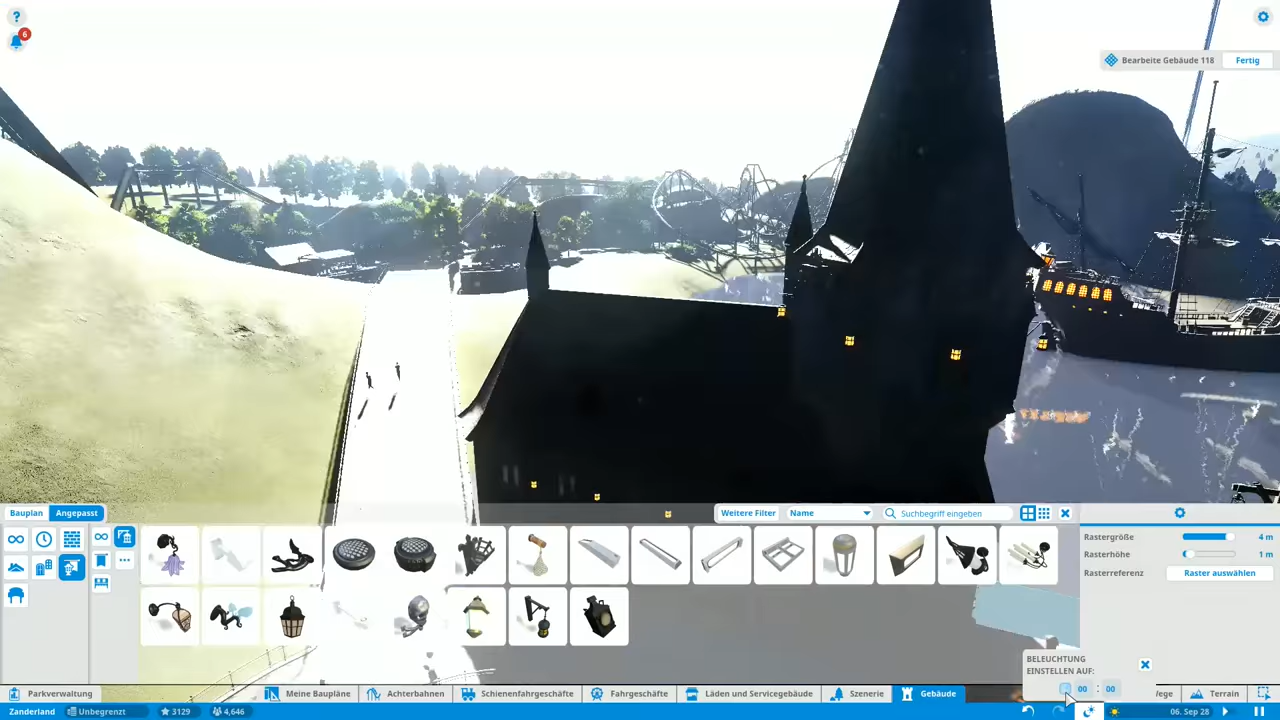 ?
6
Bearbeite Gebäude 118 Fertig
Bauplan Angepasst Weitere Filter Name Suchbegriff eingeben
Rastergröße 4 m
Rasterhöhe 1 m
Rasterreferenz Raster auswählen
BELEUCHTUNG
EINSTELLEN AUF:
00 : 00
Parkverwaltung Meine Baupläne Achterbahnen Schienenfahrgeschäfte Fahrgeschäfte Läden und Servicegebäude Szenerie Gebäude Terrain
Zanderland Unbegrenzt 3129 4,646 06. Sep 28